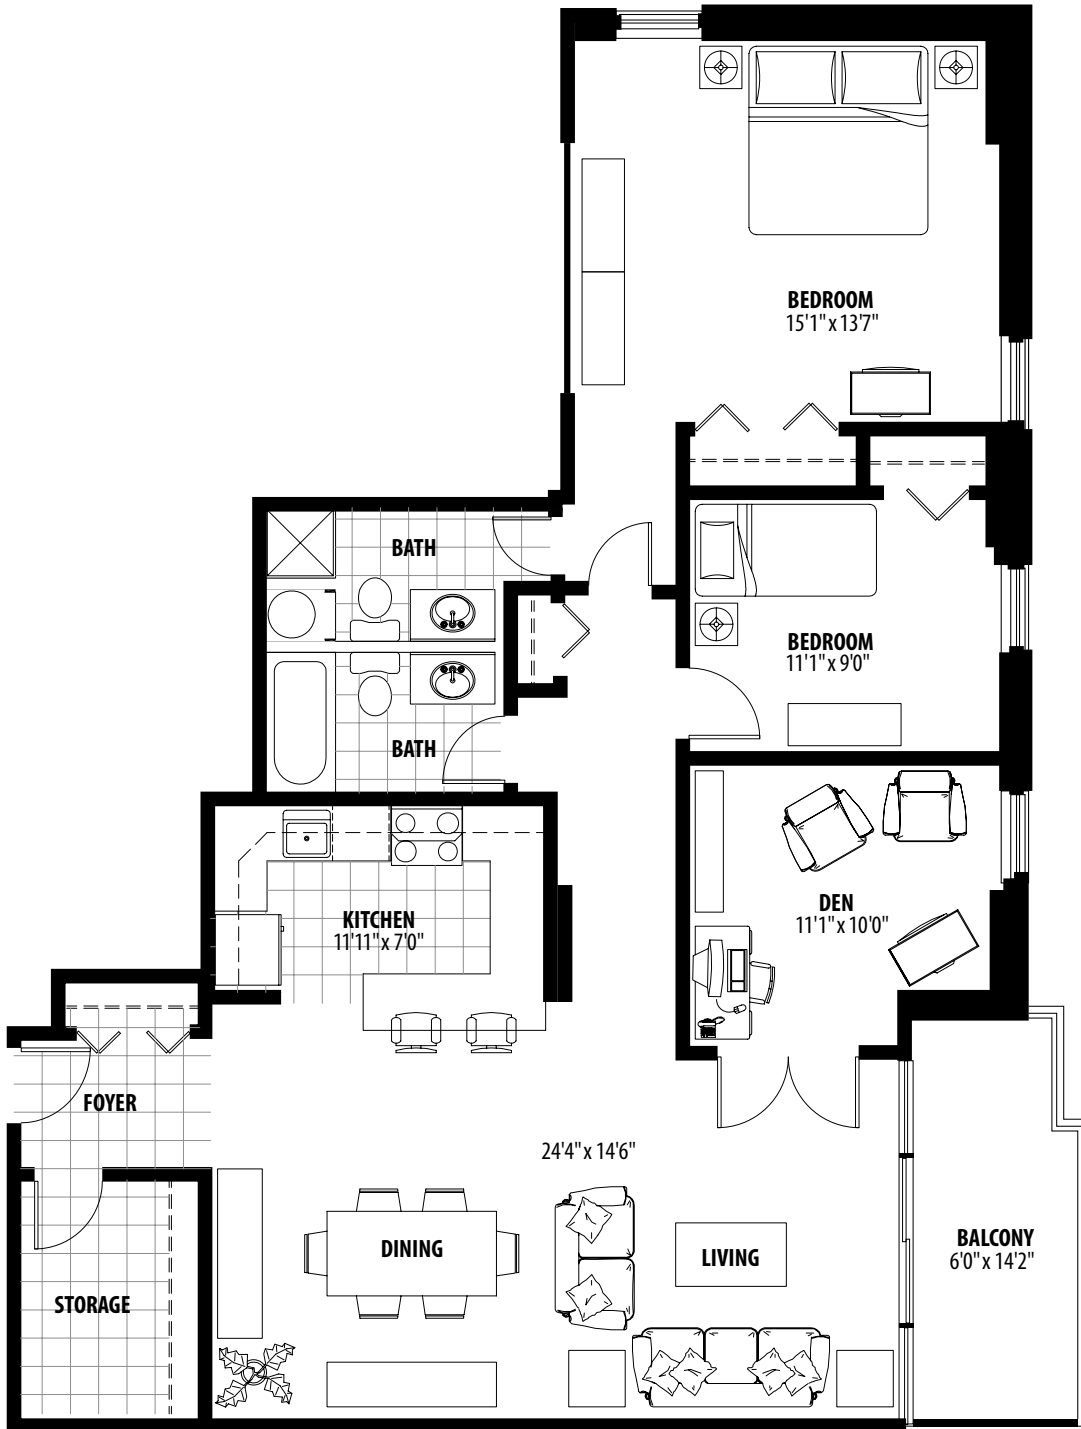 BEDROOM
15'1" x 13'7"
BATH
BEDROOM
11'1" x 9'0"
BATH
KITCHEN
11'11" x 7'0"
DEN
11'1" x 10'0"
FOYER
24'4" x 14'6"
DINING
LIVING
BALCONY
6'0" x 14'2"
STORAGE